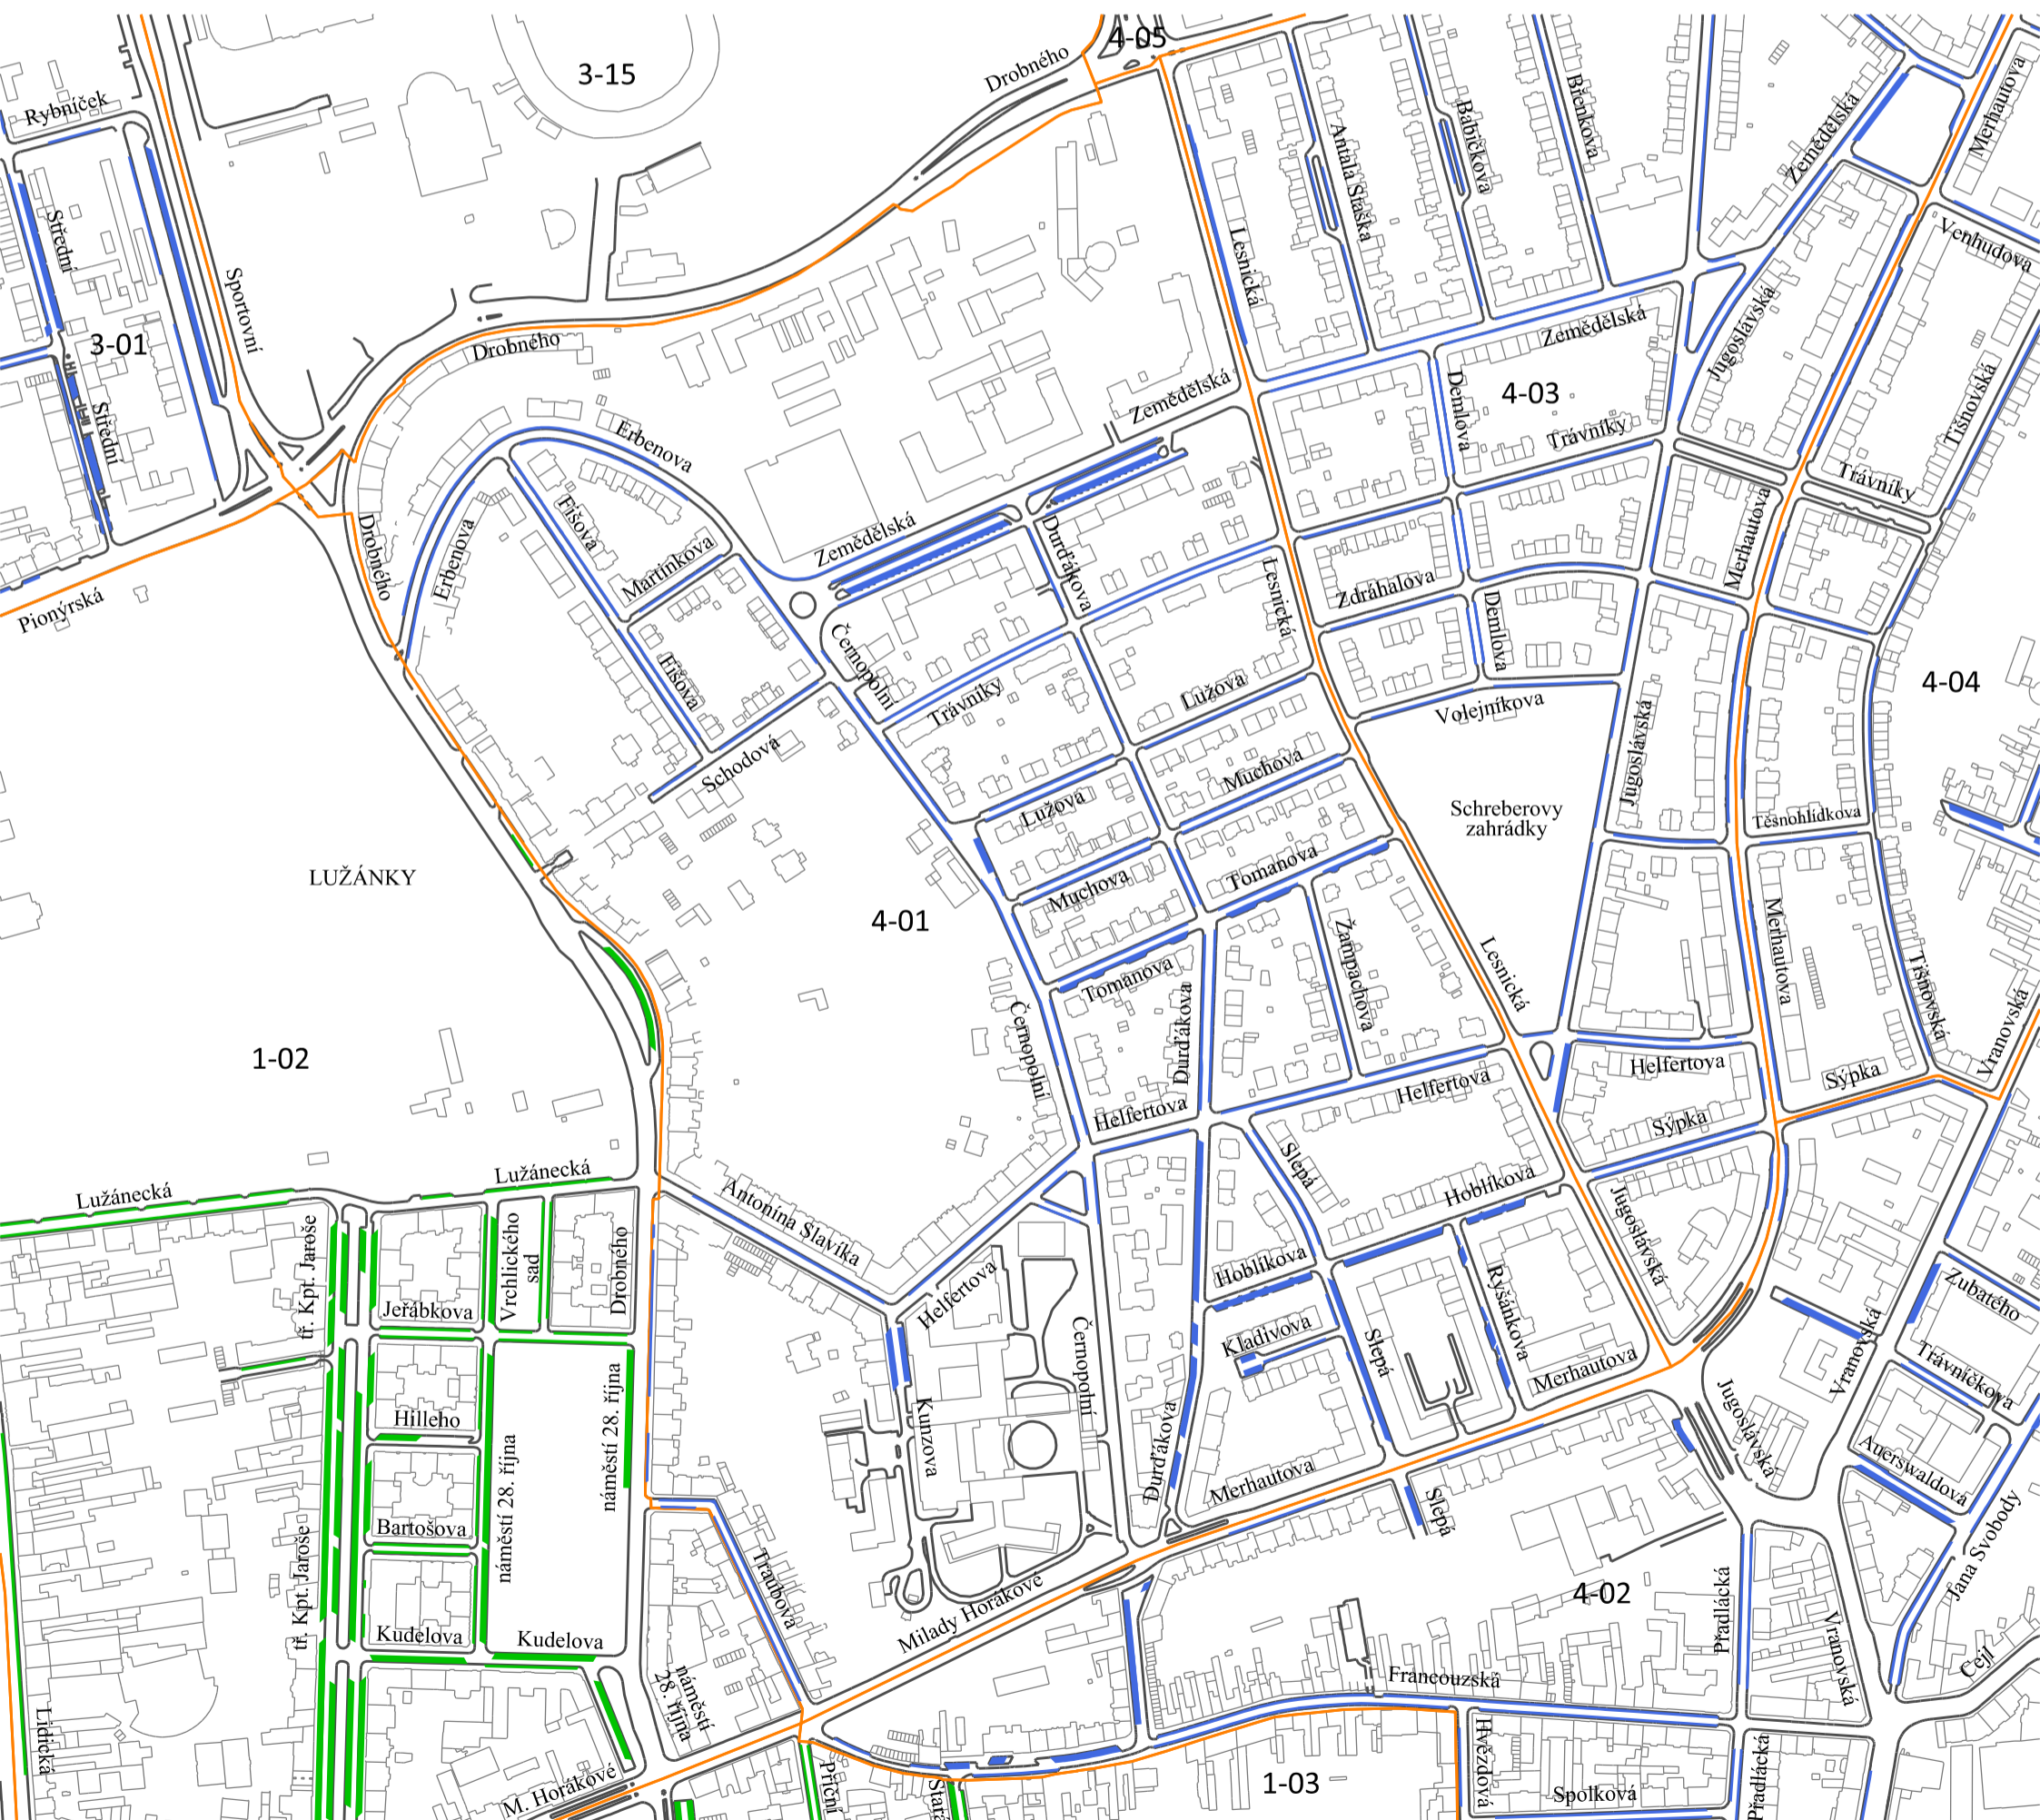 4-05
3-15
Drobného
Rybníček
Merhautova
Zemědělská
Břenkova
Babičkova
Antala Staška
Střední
Lesnická
Venhudova
Sportovní
3-01
Drobného
Zemědělská
Jugoslávská
4-03
Zemědělská
Demlova
Tišnovská
Střední
Erbenova
Trávníky
Trávníky
Fišova
Zemědělská
Merhautova
Drobného
Erbenova
Martinkova
Durďákova
Lesnická
Zdráhalova
Pionýrská
Demlova
Černopolní
Fišova
Trávníky
Lužova
Volejníkova
4-04
Jugoslávská
Schodová
Muchova
Lužova
Schreberovy
zahrádky
Těsnohlídkova
LUŽÁNKY
Muchova
Tomanova
4-01
Žampachova
Merhautova
Lesnická
Tišnovská
Tomanova
Vranovská
1-02
Černopolní
Durďákova
Helfertova
Sýpka
Helfertova
Helfertova
Sýpka
Lužánecká
Lužánecká
Slepá
Hoblíkova
Antonína Slavíka
Jugoslávská
tř. Kpt. Jaroše
Vrchlického
sad
Drobného
Hoblíkova
Helfertova
Zubatého
Jeřábkova
Ryšánkova
Kladivova
Slepá
Černopolní
Vranovská
Trávníčkova
Merhautova
náměstí 28. října
Hilleho
Kunzova
Jugoslávská
Durďákova
Auerswaldova
Merhautova
Slepá
náměstí 28. října
Bartošova
Jana Svobody
tř. Kpt. Jaroše
Traubova
4-02
Přadlácká
Milady Horákové
Kudelova
Kudelova
Vranovská
Cejl
Francouzská
náměstí
28. října
Lidická
Hvězdová
Přadlácká
M. Horákové
Příční
Stará
1-03
Spolková